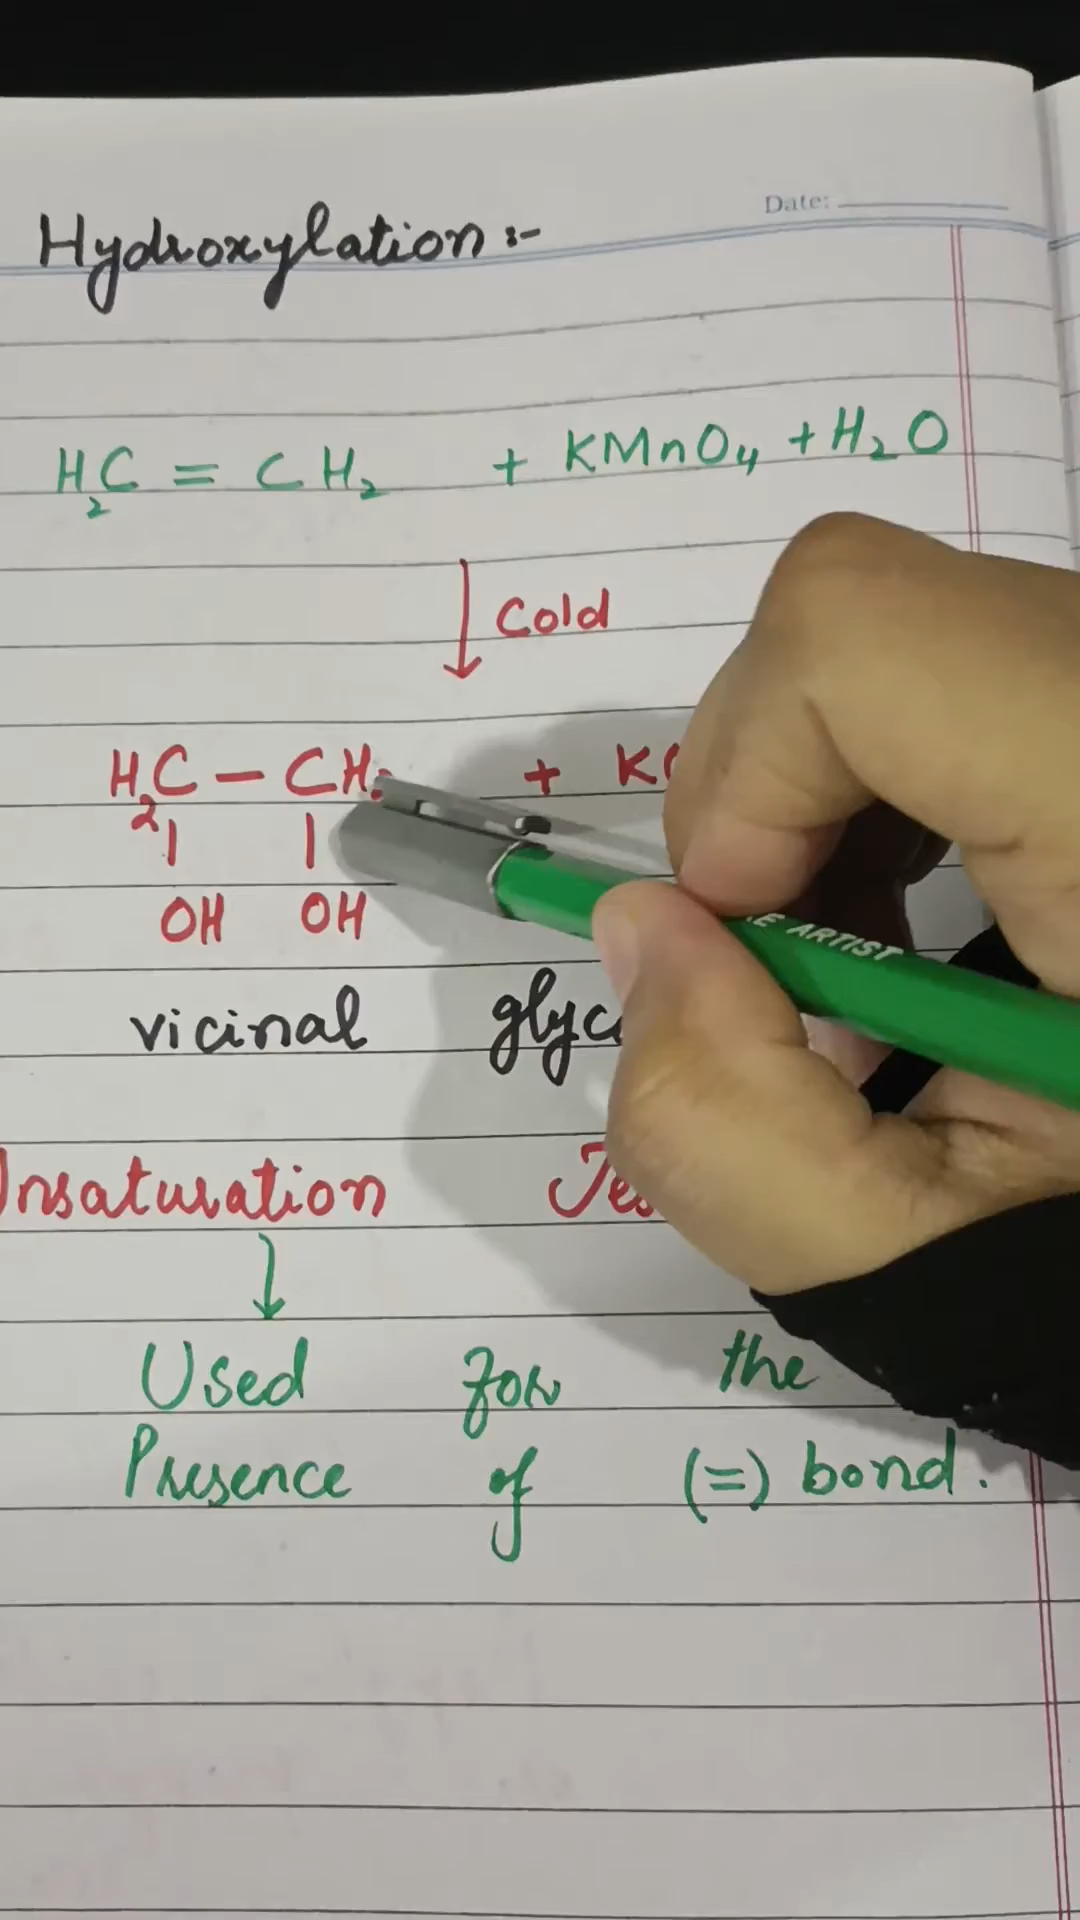 Date:
Hydroxylation :-
H2C = CH2 + KMnO4 + H2O
Cold
H2C - CH2 + K
OH OH
vicinal
nsaturation
Used for the
Presence of (=) bond.
ARTIST